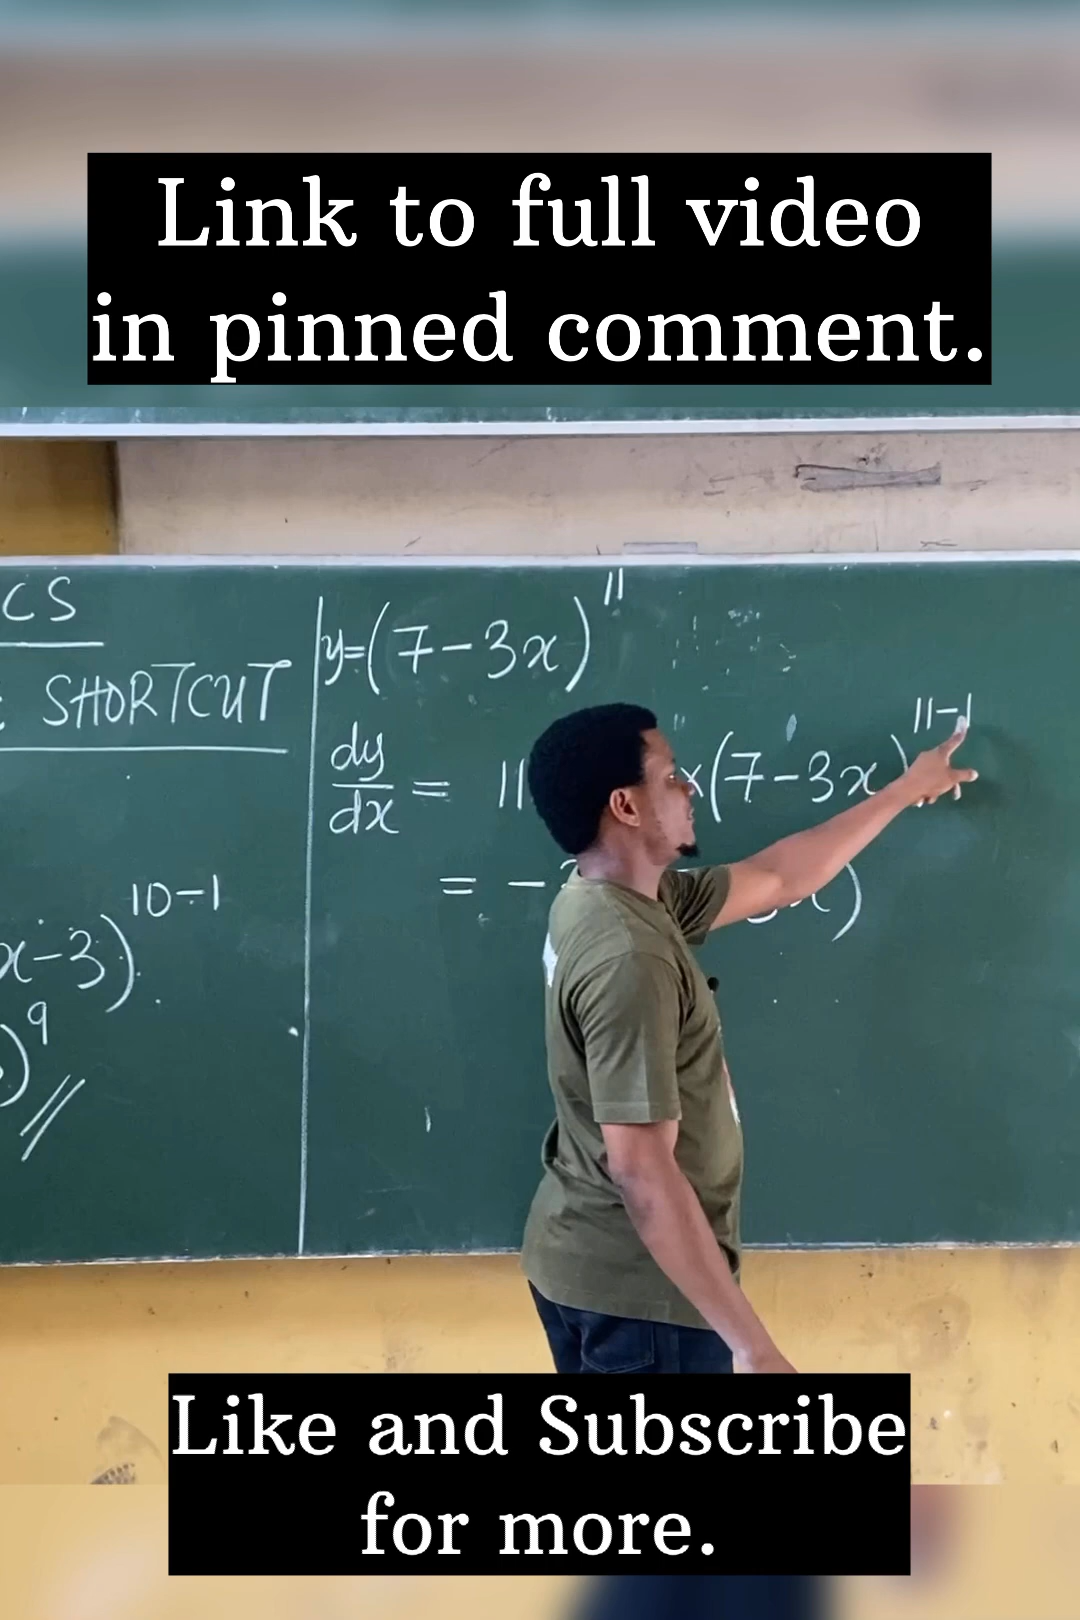 Link to full video
in pinned comment.
CS
SHORTCUT
x-3)^10-1
)^9 //
y=(7-3x)^11
dy/dx = 11 x(7-3x)^11-1
= - )
Like and Subscribe
for more.